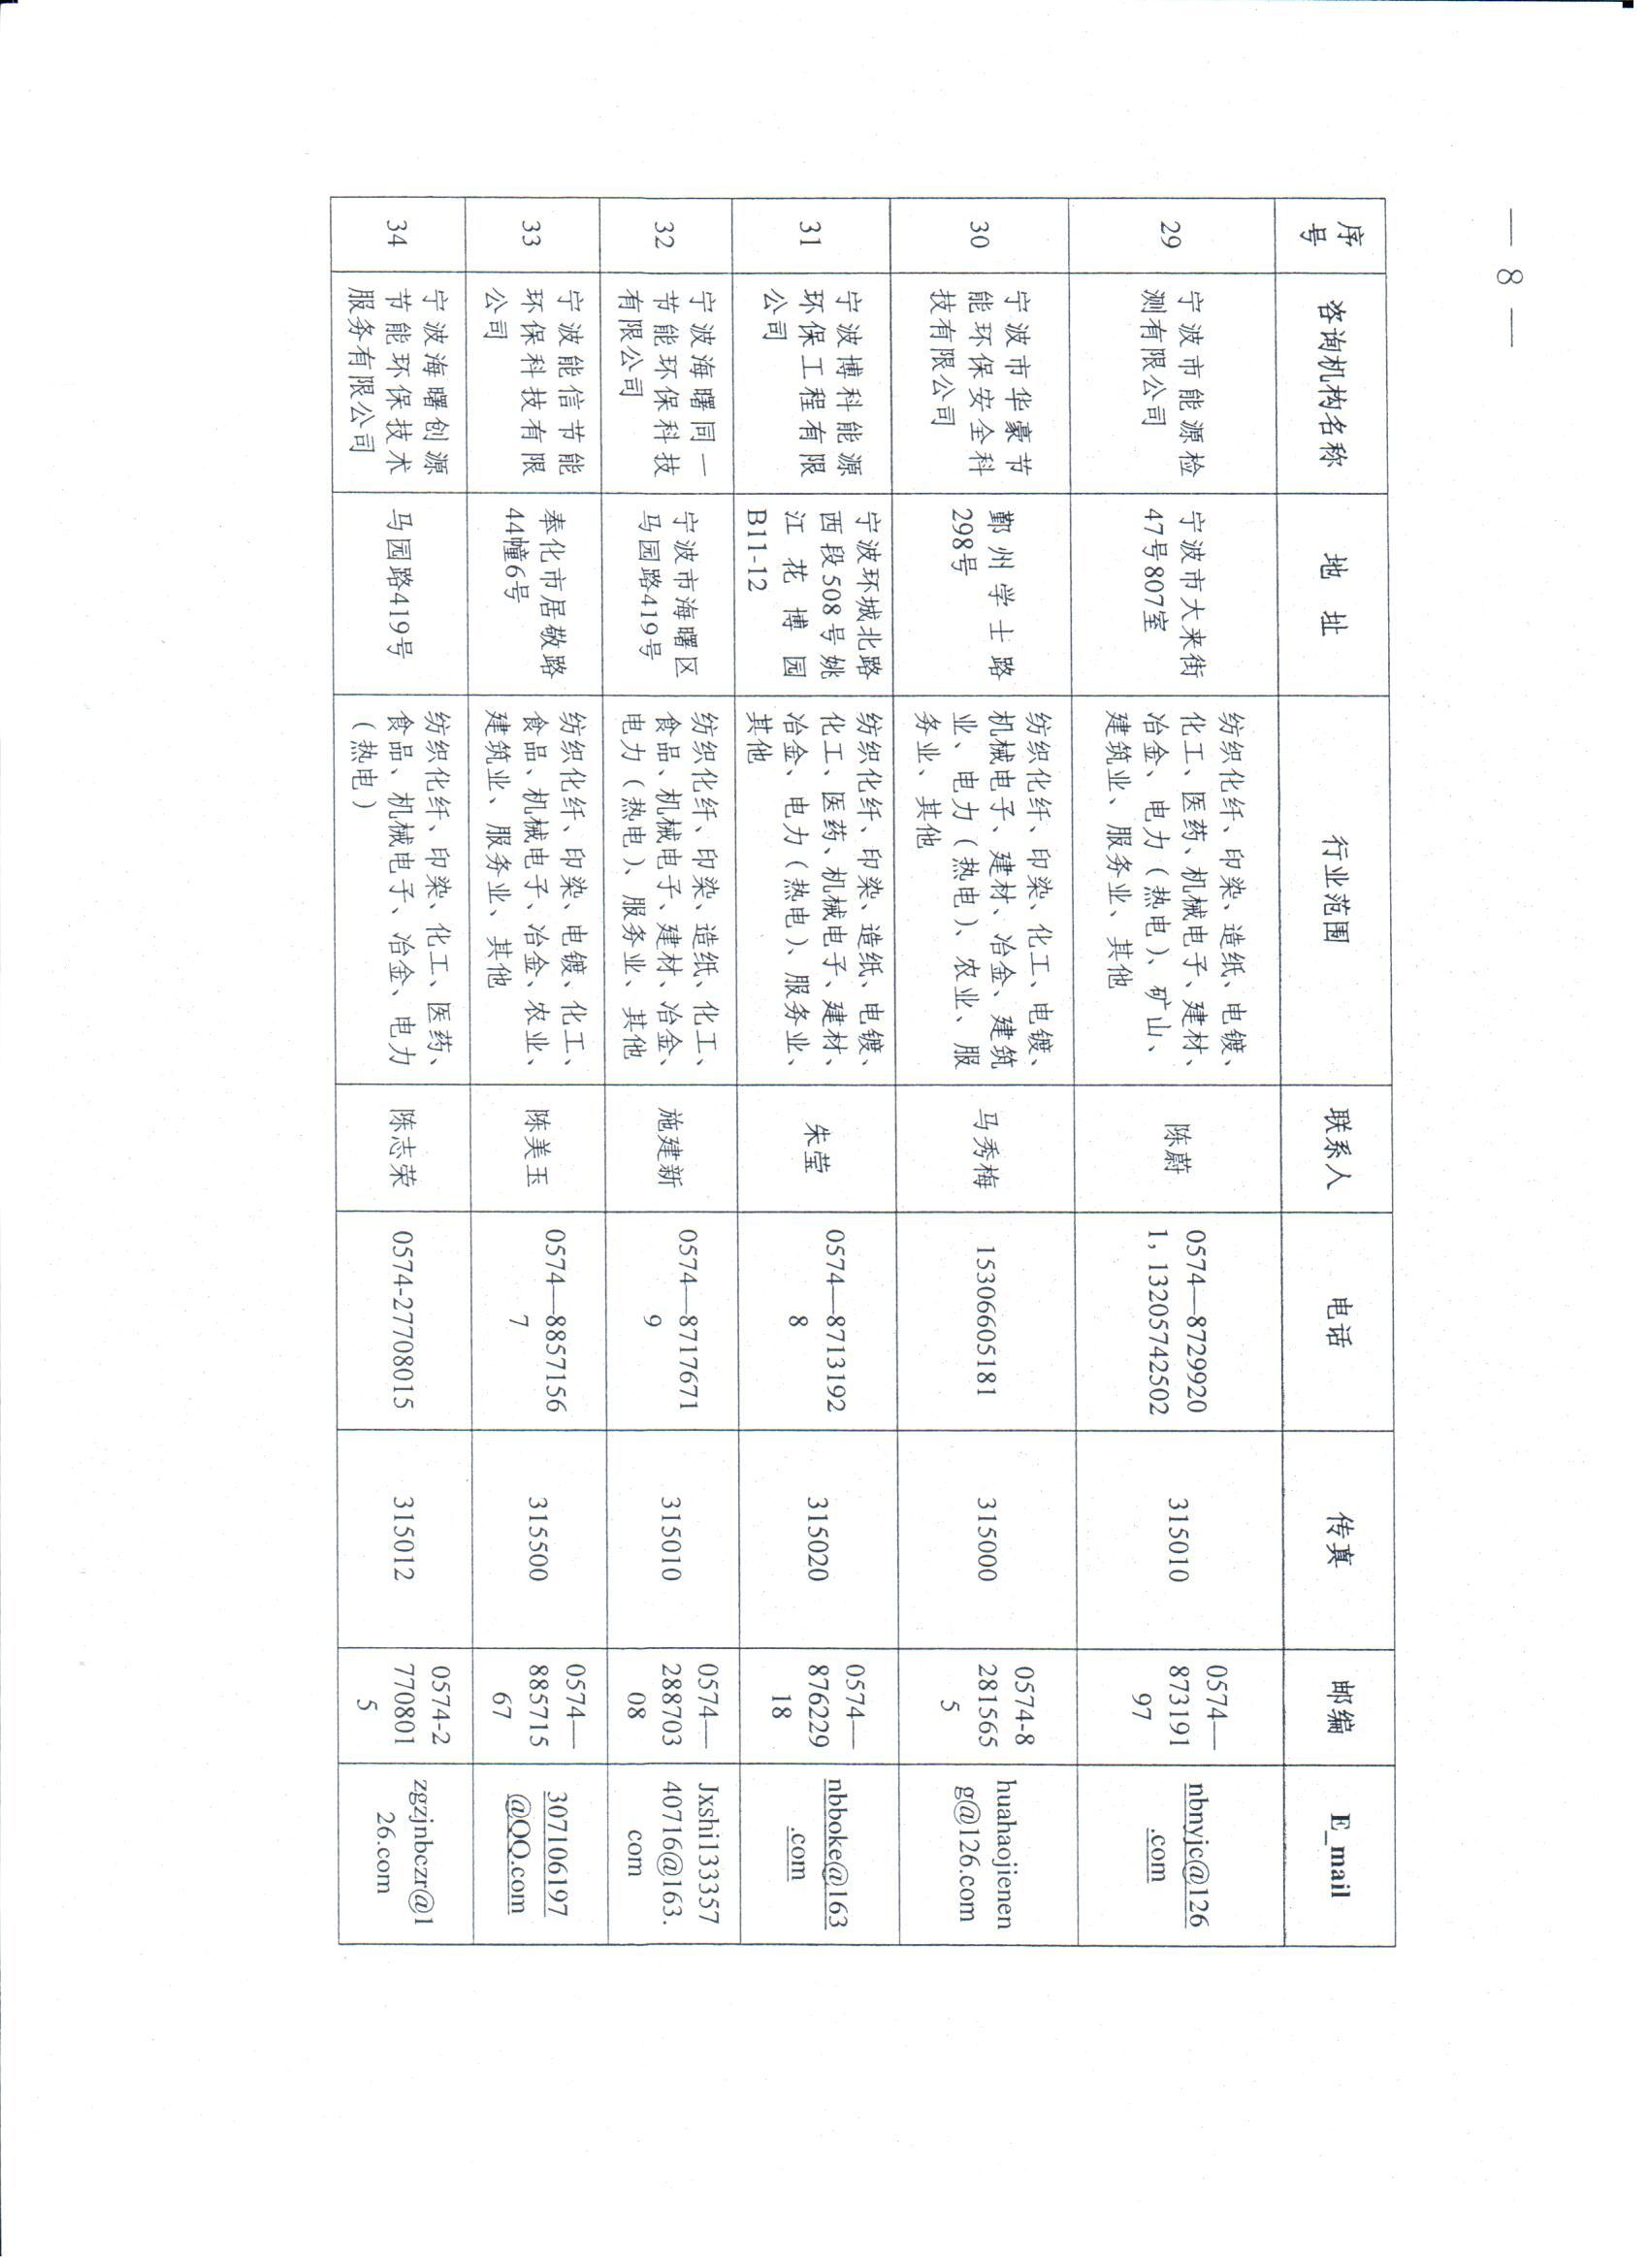 — 8 —
序
号
咨询机构名称
地 址
行业范围
联系人
电话
传真
邮编
E_mail
29
宁波市能源检
测有限公司
宁波市大来街
47号807室
纺织化纤、印染、造纸、电镀、
化工、医药、机械电子、建材、
冶金、电力（热电）、矿山、
建筑业、服务业、其他
陈蔚
0574—8729920
1, 13205742502
315010
0574—
873191
97
nbnyjc@126
.com
30
宁波市华豪节
能环保安全科
技有限公司
鄞州学士路
298号
纺织化纤、印染、化工、电镀、
机械电子、建材、冶金、建筑
业、电力（热电）、农业、服
务业、其他
马秀梅
15306605181
315000
0574-8
281565
5
huahaojienen
g@126.com
31
宁波博科能源
环保工程有限
公司
宁波环城北路
西段508号姚
江花博园
B11-12
纺织化纤、印染、造纸、电镀、
化工、医药、机械电子、建材、
冶金、电力（热电）、服务业、
其他
朱莹
0574—8713192
8
315020
0574—
876229
18
nbboke@163
.com
32
宁波海曙同一
节能环保科技
有限公司
宁波市海曙区
马园路419号
纺织化纤、印染、造纸、化工、
食品、机械电子、建材、冶金、
电力（热电）、服务业、其他
施建新
0574—8717671
9
315010
0574—
288703
08
Jxshi133357
40716@163.
com
33
宁波能信节能
环保科技有限
公司
奉化市居敬路
44幢6号
纺织化纤、印染、电镀、化工、
食品、机械电子、冶金、农业、
建筑业、服务业、其他
陈美玉
0574—8857156
7
315500
0574—
885715
67
307106197
@QQ.com
34
宁波海曙创源
节能环保技术
服务有限公司
马园路419号
纺织化纤、印染、化工、医药、
食品、机械电子、冶金、电力
（热电）
陈志荣
0574-27708015
315012
0574-2
770801
5
zgzjnbczr@1
26.com